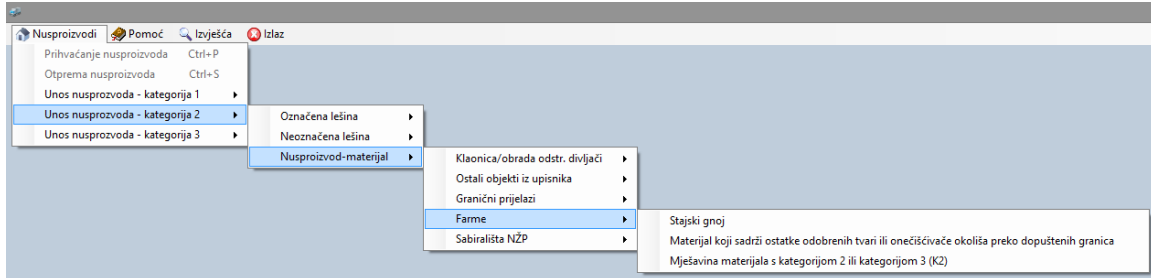 Nusproizvodi Pomoć Izvješća Izlaz
Prihvaćanje nusproizvoda Ctrl+P
Otprema nusproizvoda Ctrl+S
Unos nusprozvoda - kategorija 1
Unos nusprozvoda - kategorija 2
Unos nusprozvoda - kategorija 3
Označena lešina
Neoznačena lešina
Nusproizvod-materijal
Klaonica/obrada odstr. divljači
Ostali objekti iz upisnika
Granični prijelazi
Farme
Sabirališta NŽP
Stajski gnoj
Materijal koji sadrži ostatke odobrenih tvari ili onečišćivače okoliša preko dopuštenih granica
Mješavina materijala s kategorijom 2 ili kategorijom 3 (K2)